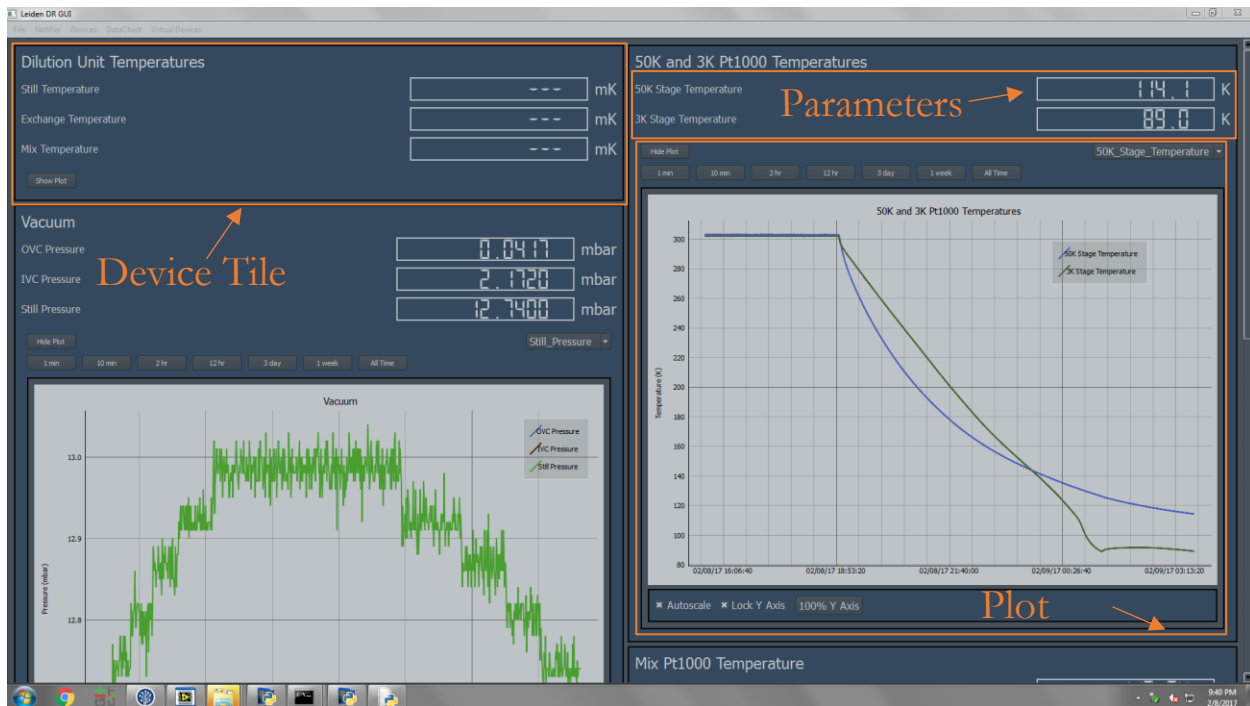 Leiden DR GUI
File Notifier Devices DataChest Virtual Devices
Dilution Unit Temperatures
Still Temperature --- mK
Exchange Temperature --- mK
Mix Temperature --- mK
Show Plot
Device Tile
Vacuum
OVC Pressure 0.0417 mbar
IVC Pressure 2.1720 mbar
Still Pressure 12.7400 mbar
Hide Plot Still_Pressure
1 min 10 min 2 hr 12 hr 3 day 1 week All Time
Vacuum
OVC Pressure
IVC Pressure
Still Pressure
13.0
12.9
12.8
Pressure (mbar)
50K and 3K Pt1000 Temperatures
50K Stage Temperature 114.1 K
3K Stage Temperature 89.0 K
Parameters
Hide Plot 50K_Stage_Temperature
1 min 10 min 2 hr 12 hr 3 day 1 week All Time
50K and 3K Pt1000 Temperatures
50K Stage Temperature
3K Stage Temperature
300
280
260
240
220
200
180
160
140
120
100
80
Temperature (K)
02/08/17 16:06:40 02/08/17 18:53:20 02/08/17 21:40:00 02/09/17 00:26:40 02/09/17 03:13:20
Autoscale Lock Y Axis 100% Y Axis
Plot
Mix Pt1000 Temperature
9:40 PM
2/8/2017